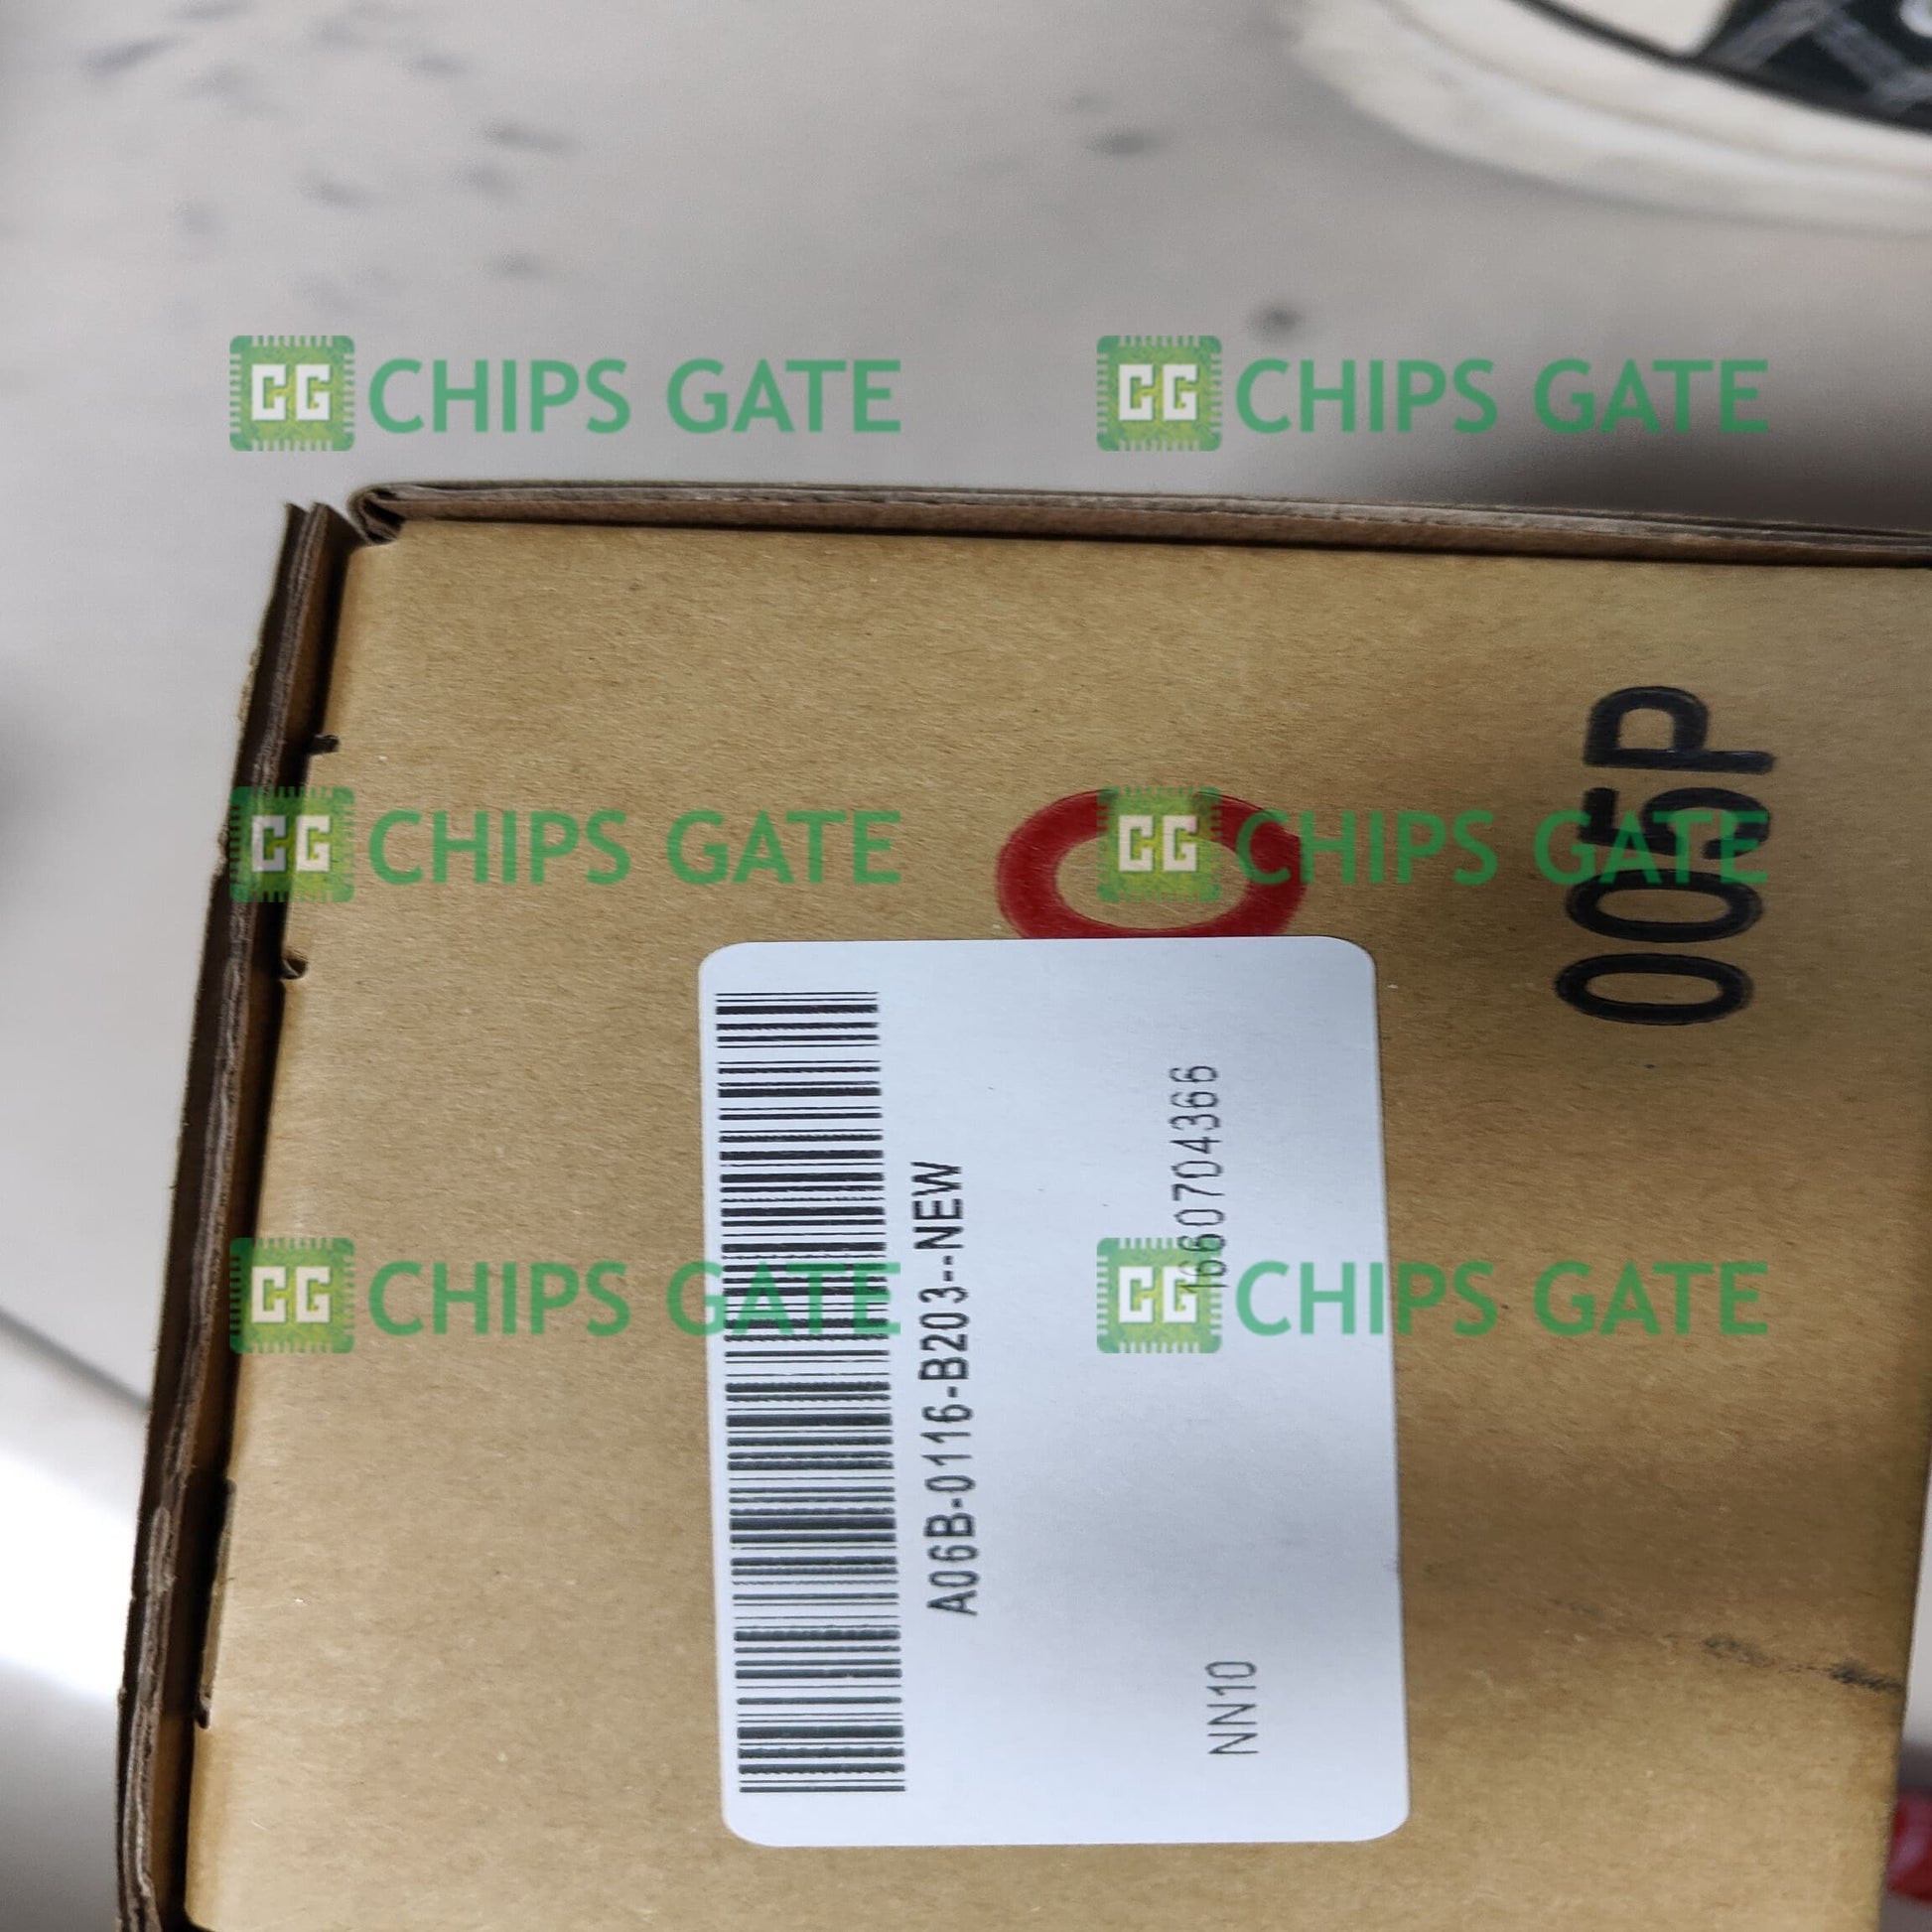 CG CHIPS GATE
CG CHIPS GATE
CG CHIPS GATE
CG CHIPS GATE
005P
A06B-0116-B203--NEW
1660704366
NN10
CG CHIPS GATE
CG CHIPS GATE